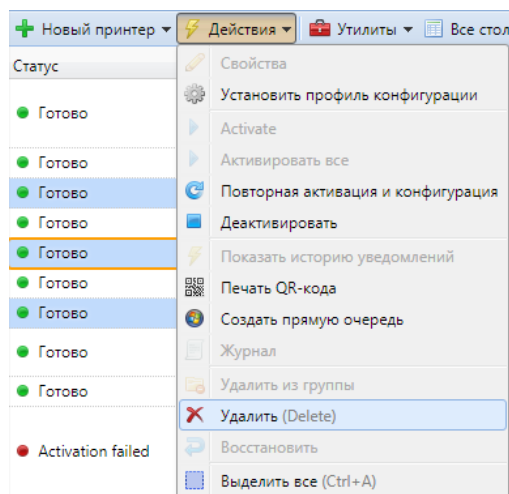 Новый принтер Действия Утилиты Все стол
Статус
Свойства
Установить профиль конфигурации
Готово
Activate
Готово
Активировать все
Готово
Повторная активация и конфигурация
Готово
Деактивировать
Готово
Показать историю уведомлений
Готово
Печать QR-кода
Готово
Создать прямую очередь
Готово
Журнал
Готово
Удалить из группы
Удалить (Delete)
Activation failed
Восстановить
Выделить все (Ctrl+A)